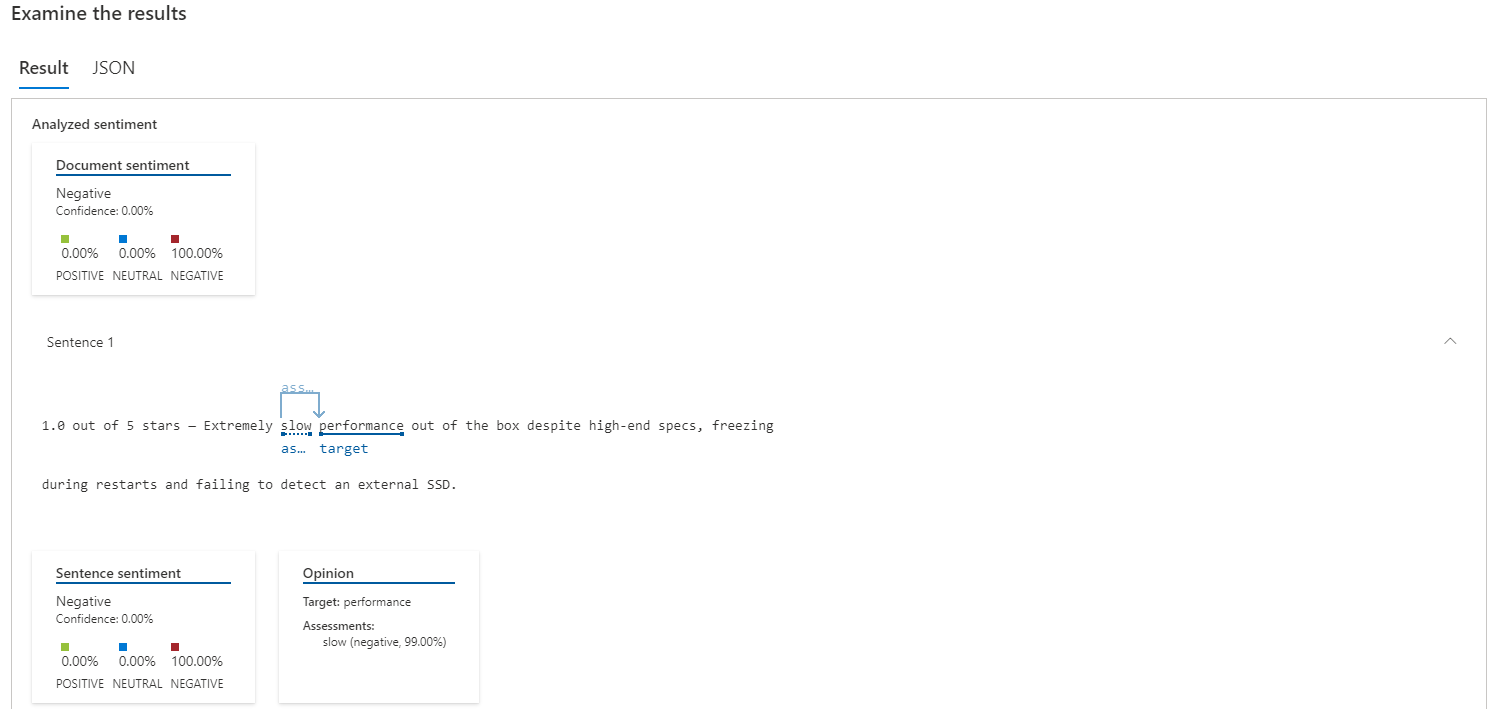 Examine the results
Result JSON
Analyzed sentiment
Document sentiment
Negative
Confidence: 0.00%
0.00% 0.00% 100.00%
POSITIVE NEUTRAL NEGATIVE
Sentence 1
ass...
1.0 out of 5 stars — Extremely slow performance out of the box despite high-end specs, freezing
as... target
during restarts and failing to detect an external SSD.
Sentence sentiment
Negative
Confidence: 0.00%
0.00% 0.00% 100.00%
POSITIVE NEUTRAL NEGATIVE
Opinion
Target: performance
Assessments:
slow (negative, 99.00%)